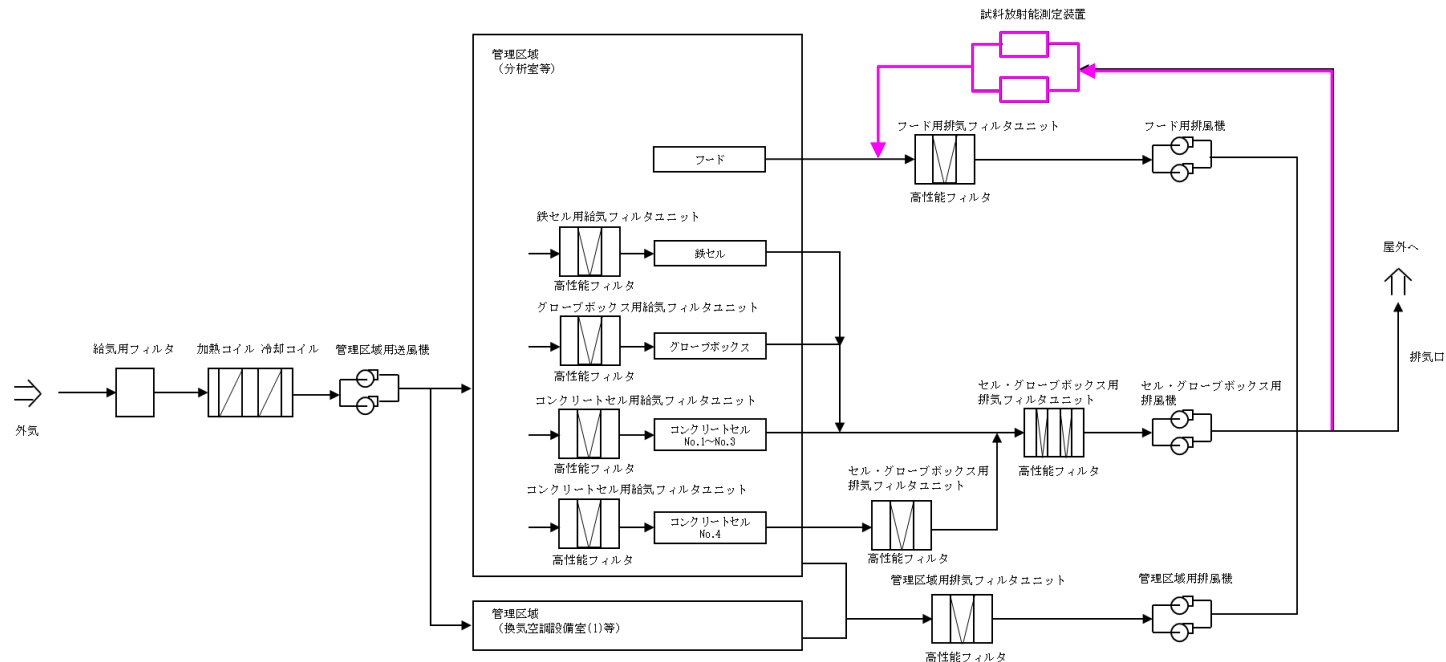 試料放射能測定装置
管理区域
(分析室等)
フード用排気フィルタユニット
フード用排風機
フード
高性能フィルタ
鉄セル用給気フィルタユニット
鉄セル
高性能フィルタ
屋外へ
グローブボックス用給気フィルタユニット
グローブボックス
高性能フィルタ
給気用フィルタ
加熱コイル 冷却コイル
管理区域用送風機
排気口
外気
コンクリートセル用給気フィルタユニット
コンクリートセル
No.1~No.3
高性能フィルタ
セル・グローブボックス用
排気フィルタユニット
高性能フィルタ
セル・グローブボックス用
排風機
コンクリートセル用給気フィルタユニット
コンクリートセル
No.4
高性能フィルタ
セル・グローブボックス用
排気フィルタユニット
高性能フィルタ
管理区域用排気フィルタユニット
管理区域用排風機
高性能フィルタ
管理区域
(換気空調設備室(1)等)